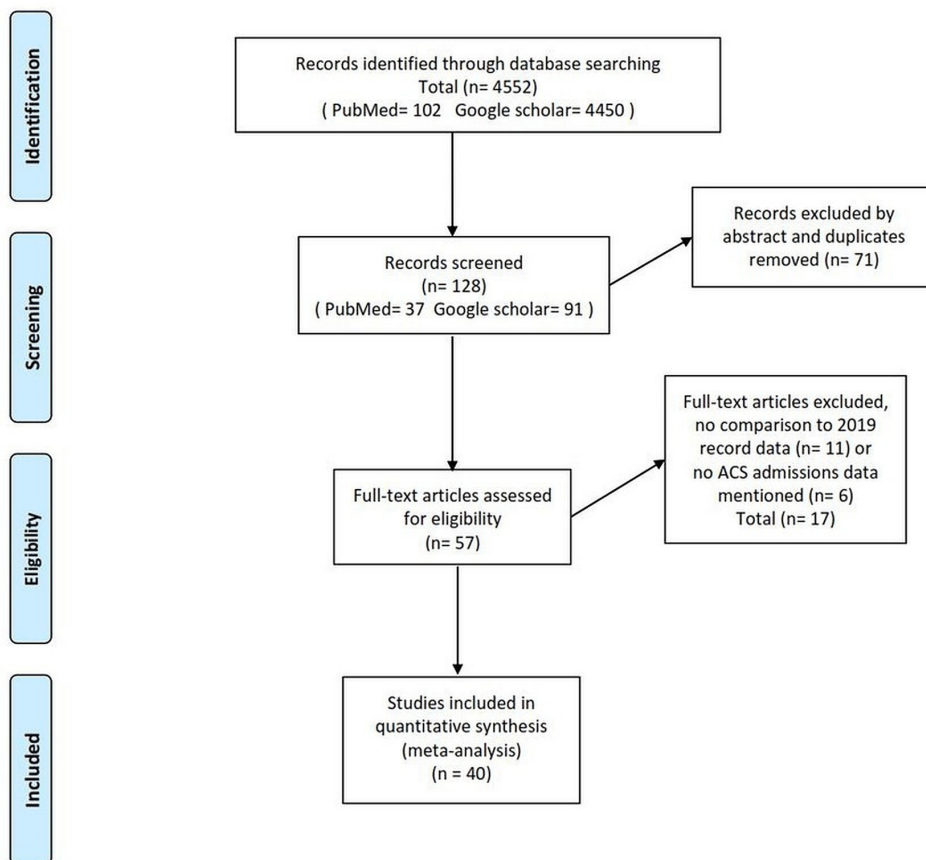 Identification
Records identified through database searching
Total (n= 4552)
( PubMed= 102 Google scholar= 4450 )
Records excluded by
abstract and duplicates
removed (n= 71)
Screening
Records screened
(n= 128)
( PubMed= 37 Google scholar= 91 )
Full-text articles excluded,
no comparison to 2019
record data (n= 11) or
no ACS admissions data
mentioned (n= 6)
Total (n= 17)
Eligibility
Full-text articles assessed
for eligibility
(n= 57)
Included
Studies included in
quantitative synthesis
(meta-analysis)
(n = 40)